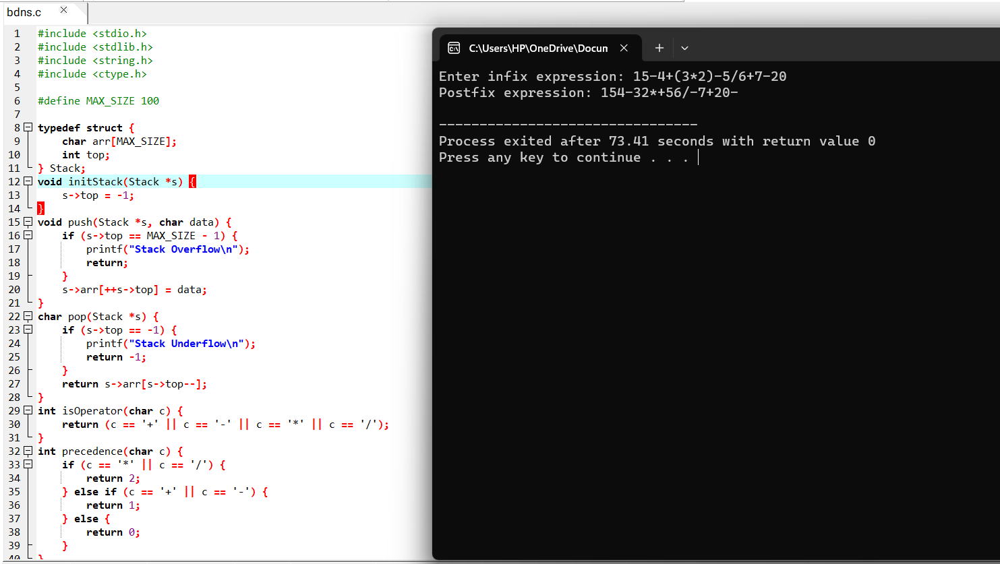 bdns.c
1 #include <stdio.h>
2 #include <stdlib.h>
3 #include <string.h>
4 #include <ctype.h>
5
6 #define MAX_SIZE 100
7
8 typedef struct {
9 char arr[MAX_SIZE];
10 int top;
11 } Stack;
12 void initStack(Stack *s) {
13 s->top = -1;
14 }
15 void push(Stack *s, char data) {
16 if (s->top == MAX_SIZE - 1) {
17 printf("Stack Overflow\n");
18 return;
19 }
20 s->arr[++s->top] = data;
21 }
22 char pop(Stack *s) {
23 if (s->top == -1) {
24 printf("Stack Underflow\n");
25 return -1;
26 }
27 return s->arr[s->top--];
28 }
29 int isOperator(char c) {
30 return (c == '+' || c == '-' || c == '*' || c == '/');
31 }
32 int precedence(char c) {
33 if (c == '*' || c == '/') {
34 return 2;
35 } else if (c == '+' || c == '-') {
36 return 1;
37 } else {
38 return 0;
39 }
40 }
C:\Users\HP\OneDrive\Docun
Enter infix expression: 15-4+(3*2)-5/6+7-20
Postfix expression: 154-32*+56/-7+20-
--------------------------------
Process exited after 73.41 seconds with return value 0
Press any key to continue . . .